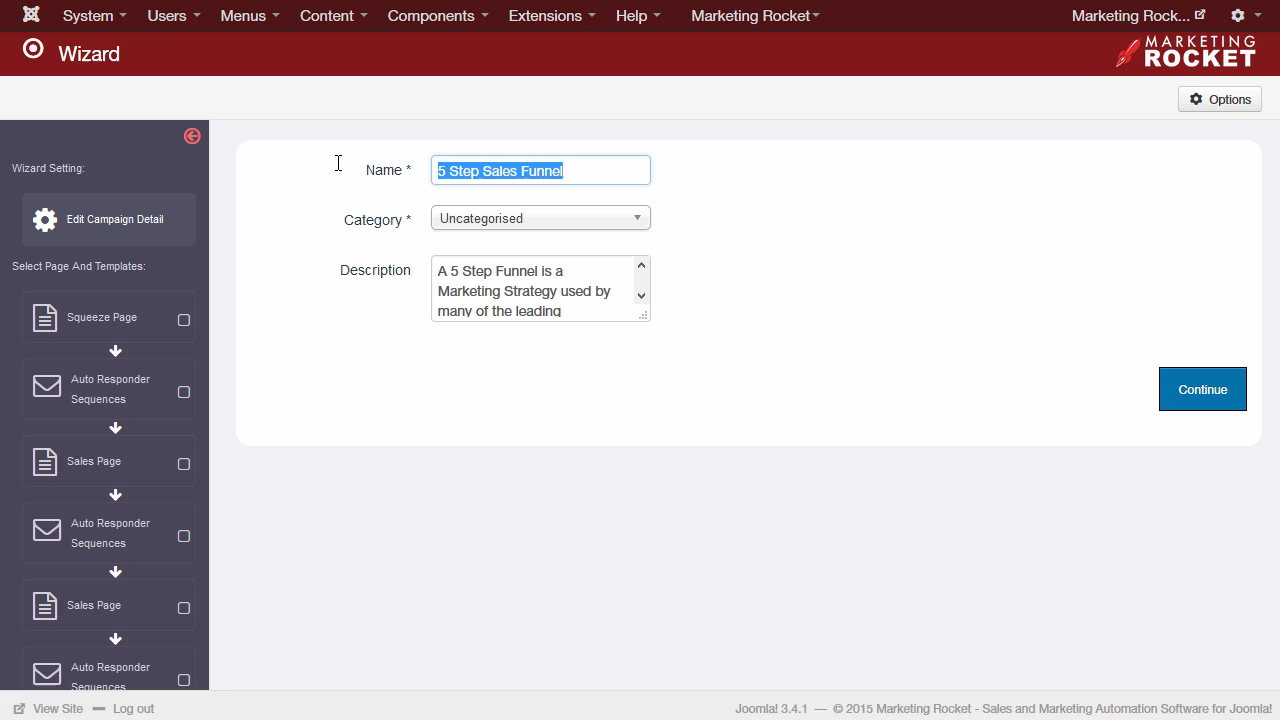 System Users Menus Content Components Extensions Help Marketing Rocket Marketing Rock...
Wizard
MARKETING
ROCKET
Options
Wizard Setting:
Edit Campaign Detail
Select Page And Templates:
Squeeze Page
Auto Responder
Sequences
Sales Page
Auto Responder
Sequences
Sales Page
Auto Responder
Sequences
Name *
5 Step Sales Funnel
Category *
Uncategorised
Description
A 5 Step Funnel is a
Marketing Strategy used by
many of the leading
Continue
View Site Log out
Joomla! 3.4.1 — © 2015 Marketing Rocket - Sales and Marketing Automation Software for Joomla!